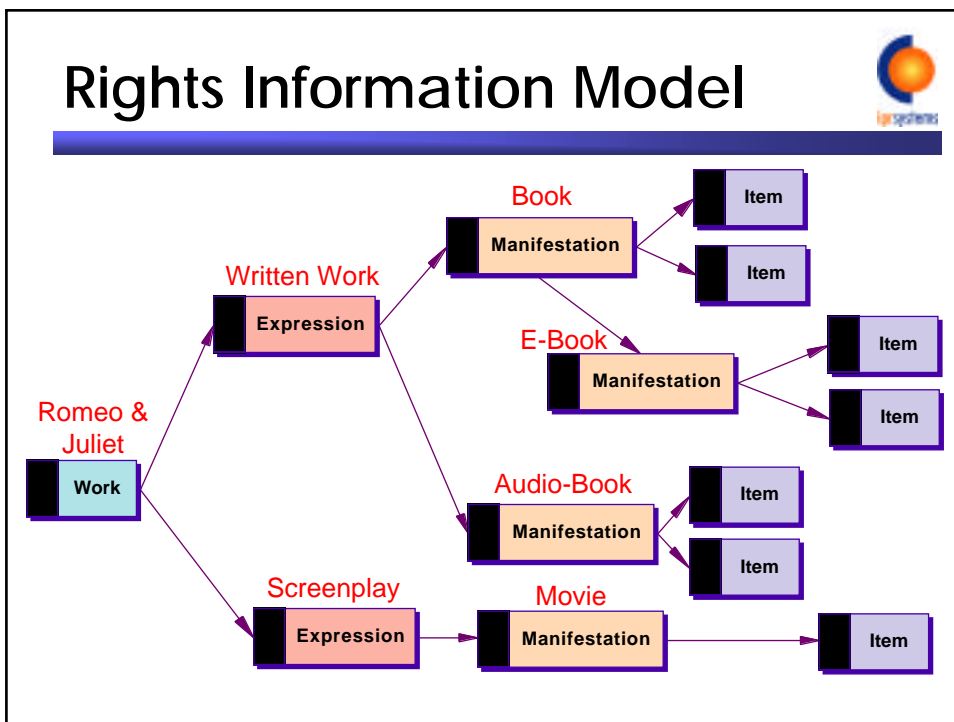 Rights Information Model
iprsystems
Book
Item
Manifestation
Item
Written Work
Expression
E-Book
Item
Manifestation
Item
Romeo &
Juliet
Work
Audio-Book
Item
Manifestation
Item
Screenplay
Movie
Expression
Manifestation
Item